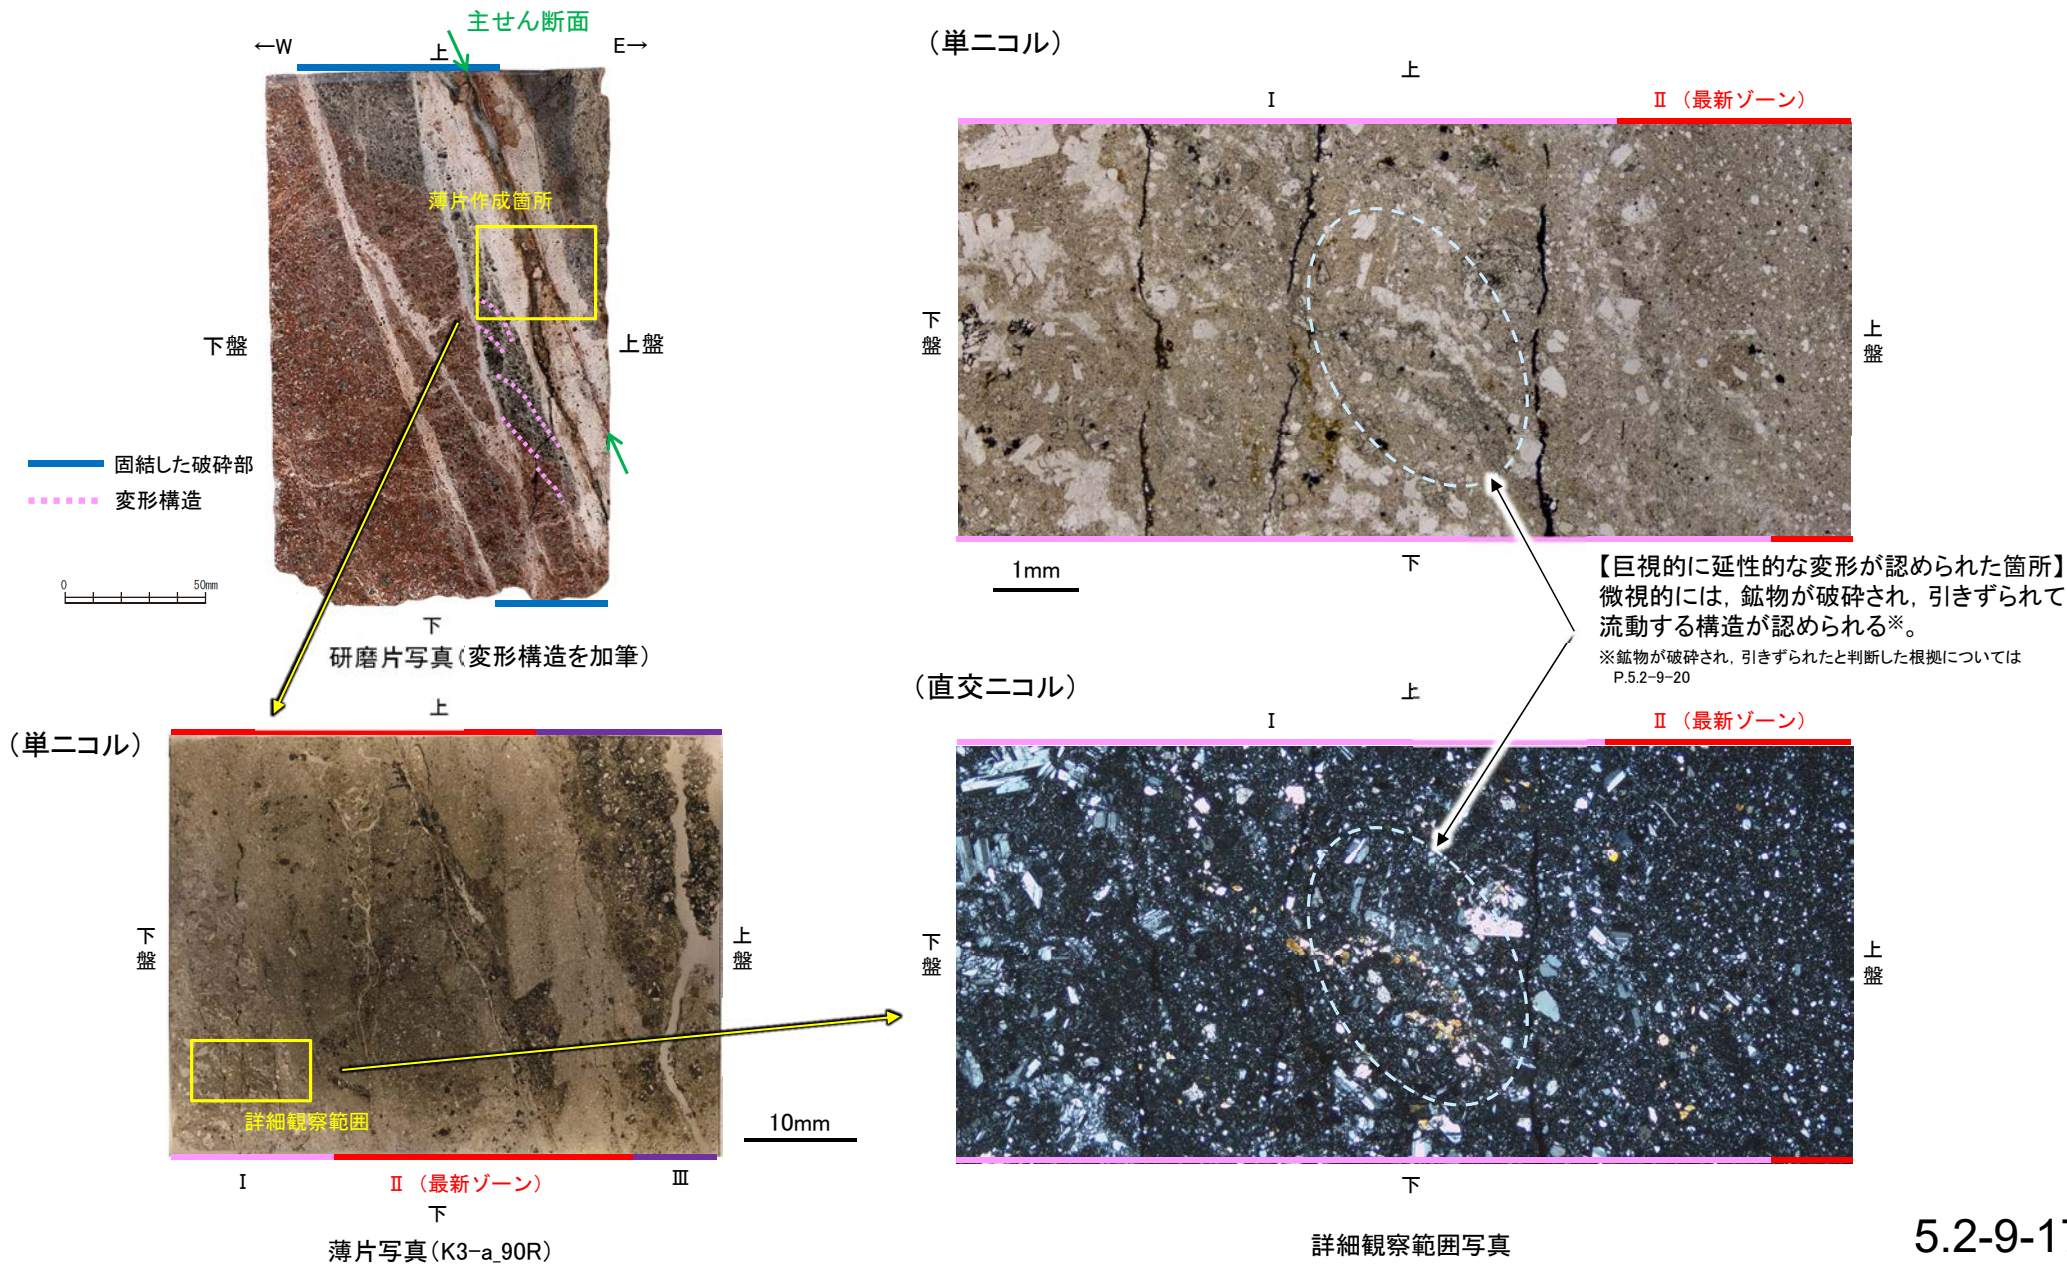 主せん断面
←W
上
E→
薄片作成箇所
下盤
上盤
固結した破砕部
変形構造
0
50mm
下
研磨片写真(変形構造を加筆)
(単ニコル)
上
下盤
上盤
詳細観察範囲
10mm
Ⅰ
Ⅱ (最新ゾーン)
Ⅲ
下
薄片写真(K3-a_90R)
(単ニコル)
上
Ⅰ
Ⅱ (最新ゾーン)
下盤
上盤
下
1mm
【巨視的に延性的な変形が認められた箇所】
微視的には, 鉱物が破砕され, 引きずられて
流動する構造が認められる※。
※鉱物が破砕され, 引きずられたと判断した根拠については
P.5.2-9-20
(直交ニコル)
上
Ⅰ
Ⅱ (最新ゾーン)
下盤
上盤
下
詳細観察範囲写真
5.2-9-17